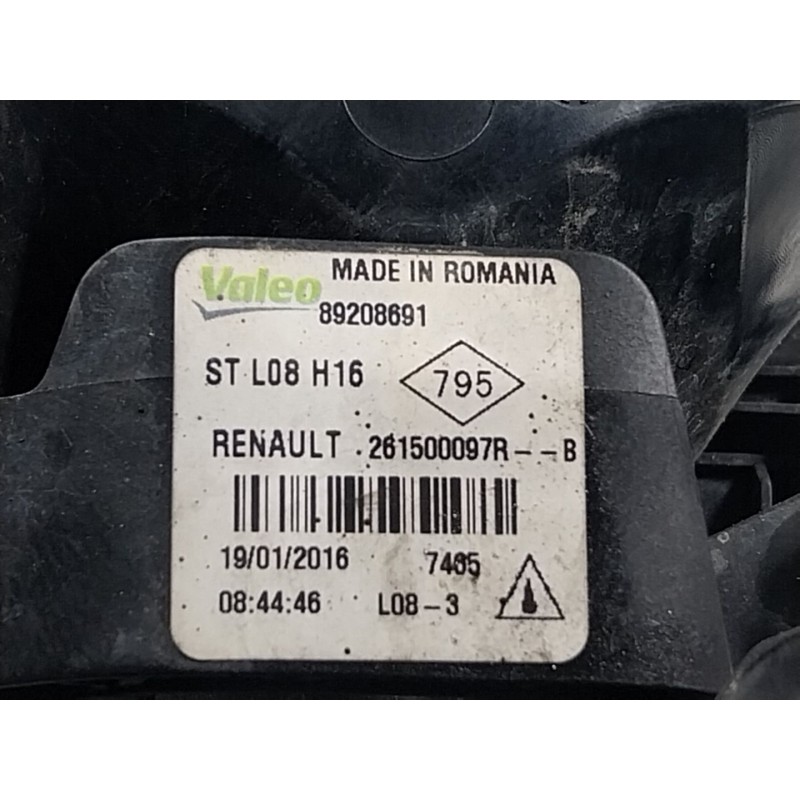 Valeo MADE IN ROMANIA
89208691
ST L08 H16 795
RENAULT 261500097R--B
19/01/2016 7465
08:44:46 L08-3